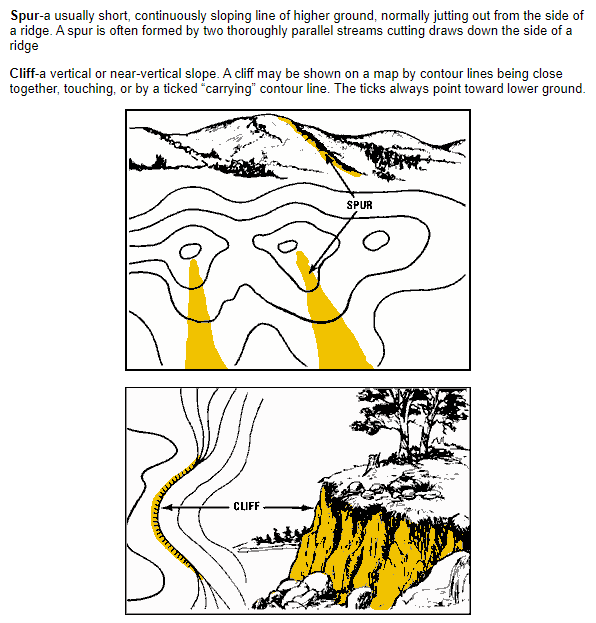 Spur-a usually short, continuously sloping line of higher ground, normally jutting out from the side of
a ridge. A spur is often formed by two thoroughly parallel streams cutting draws down the side of a
ridge
Cliff-a vertical or near-vertical slope. A cliff may be shown on a map by contour lines being close
together, touching, or by a ticked “carrying” contour line. The ticks always point toward lower ground.
SPUR
CLIFF